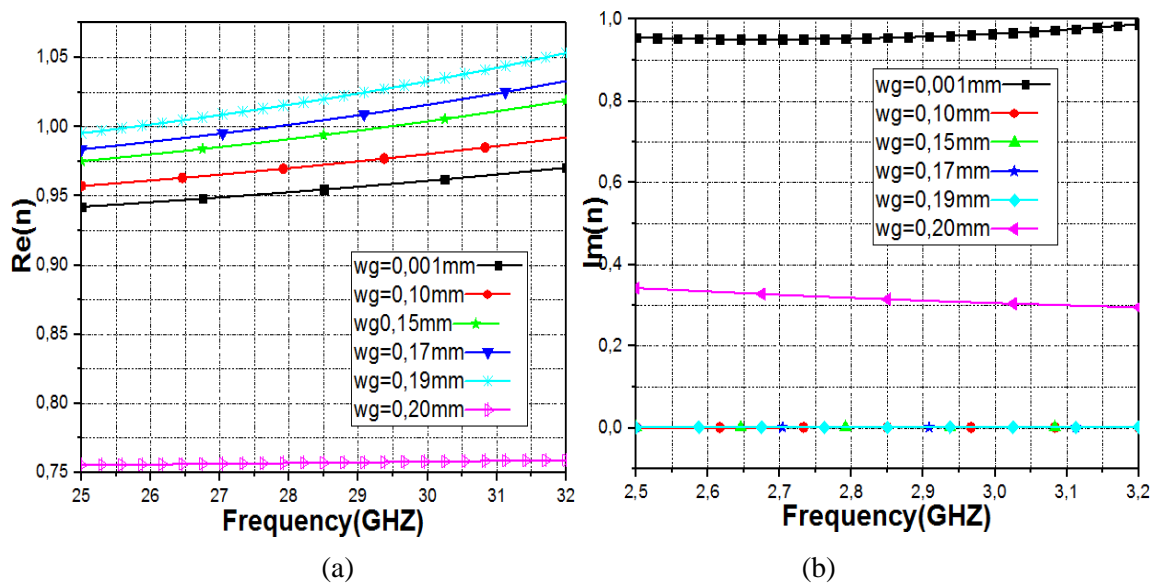 Re(n)
1,05
1,00
0,95
0,90
0,85
0,80
0,75
wg=0,001mm
wg=0,10mm
wg0,15mm
wg=0,17mm
wg=0,19mm
wg=0,20mm
25 26 27 28 29 30 31 32
Frequency(GHZ)
(a)
Im(n)
1,0
0,8
0,6
0,4
0,2
0,0
wg=0,001mm
wg=0,10mm
wg=0,15mm
wg=0,17mm
wg=0,19mm
wg=0,20mm
2,5 2,6 2,7 2,8 2,9 3,0 3,1 3,2
Frequency(GHZ)
(b)